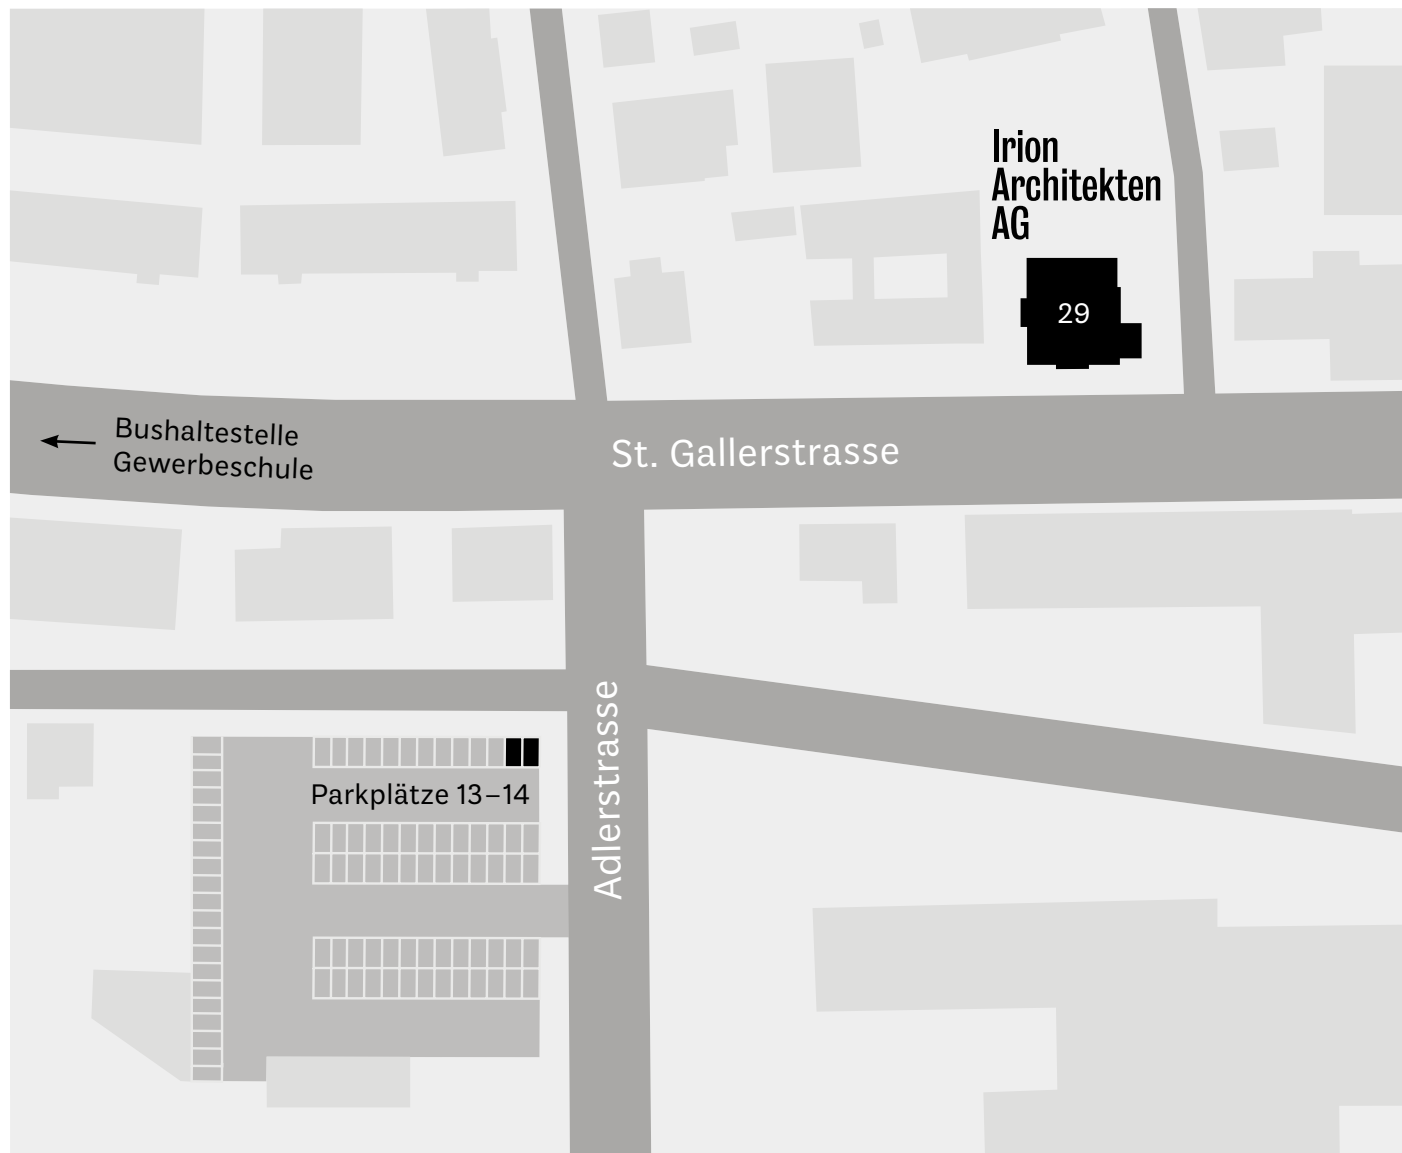 Irion
Architekten
AG
29
Bushaltestelle
Gewerbeschule
St. Gallerstrasse
Adlerstrasse
Parkplätze 13–14